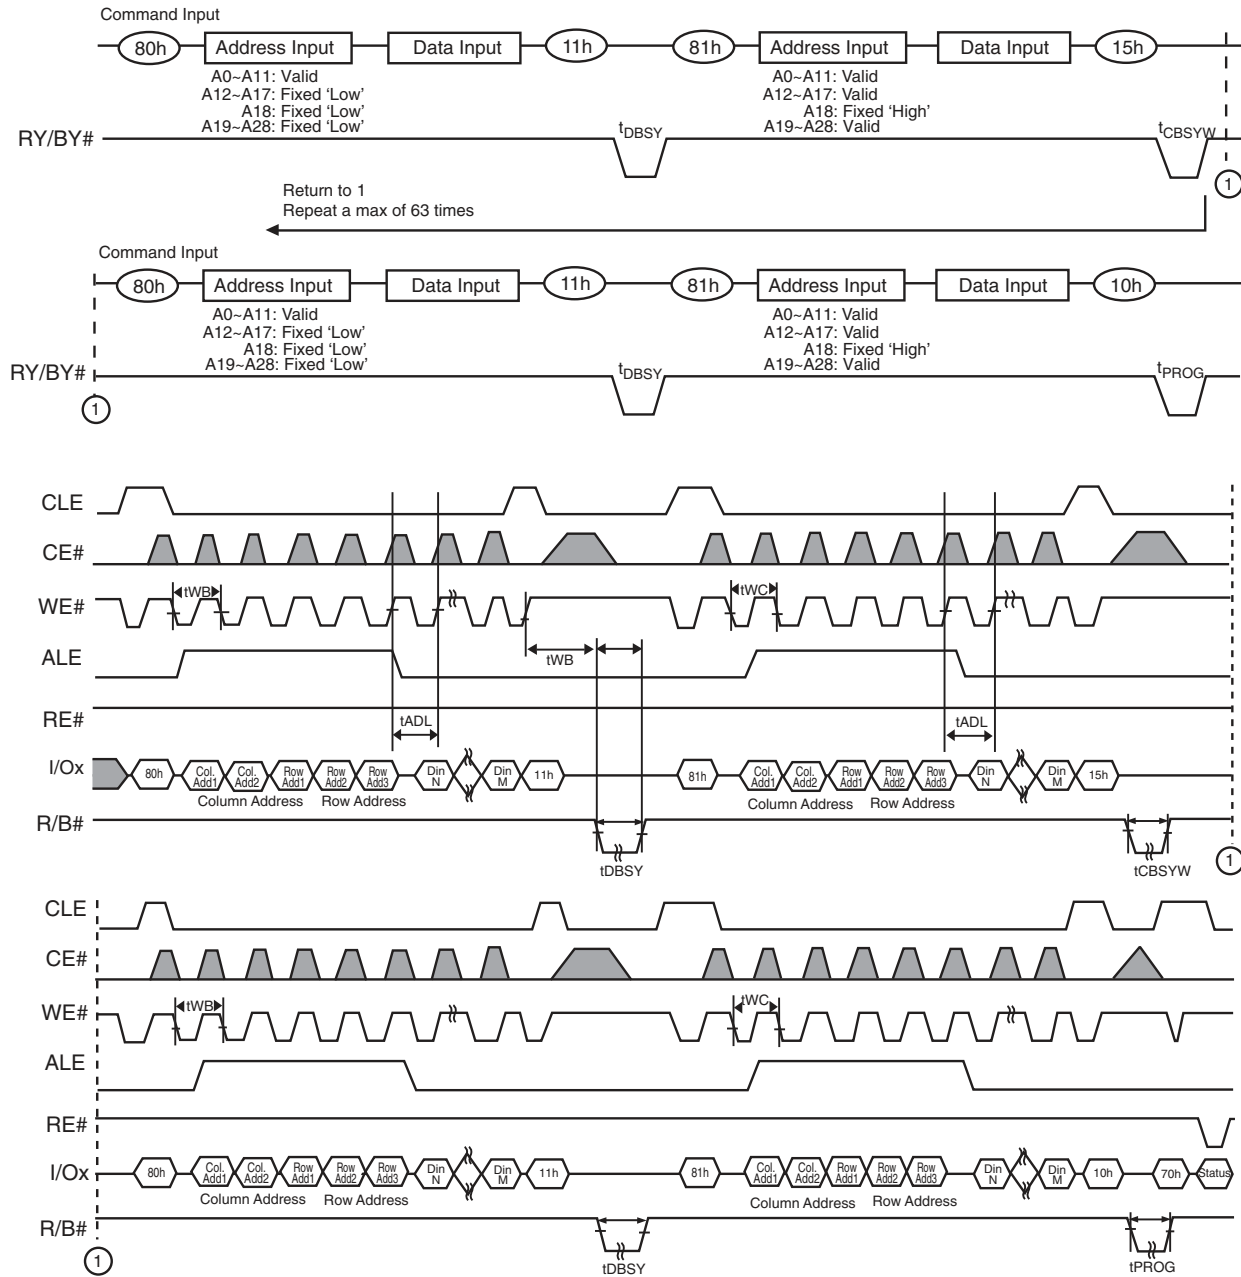 Command Input
80h Address Input Data Input 11h 81h Address Input Data Input 15h
A0~A11: Valid A0~A11: Valid
A12~A17: Fixed 'Low' A12~A17: Valid
A18: Fixed 'Low' A18: Fixed 'High'
A19~A28: Fixed 'Low' A19~A28: Valid
RY/BY# tDBSY tCBSYW
1
Return to 1
Repeat a max of 63 times
Command Input
80h Address Input Data Input 11h 81h Address Input Data Input 10h
A0~A11: Valid A0~A11: Valid
A12~A17: Fixed 'Low' A12~A17: Valid
A18: Fixed 'Low' A18: Fixed 'High'
A19~A28: Fixed 'Low' A19~A28: Valid
RY/BY# tDBSY tPROG
1
CLE
CE#
WE# tWB tWC
ALE tWB
RE#
tADL tADL
I/Ox 80h Col. Add1 Col. Add2 Row Add1 Row Add2 Row Add3 Din N Din M 11h 81h Col. Add1 Col. Add2 Row Add1 Row Add2 Row Add3 Din N Din M 15h
Column Address Row Address Column Address Row Address
R/B#
tDBSY tCBSYW 1
CLE
CE#
WE# tWB tWC
ALE
RE#
I/Ox 80h Col. Add1 Col. Add2 Row Add1 Row Add2 Row Add3 Din N Din M 11h 81h Col. Add1 Col. Add2 Row Add1 Row Add2 Row Add3 Din N Din M 10h 70h Status
Column Address Row Address Column Address Row Address
R/B#
1 tDBSY tPROG